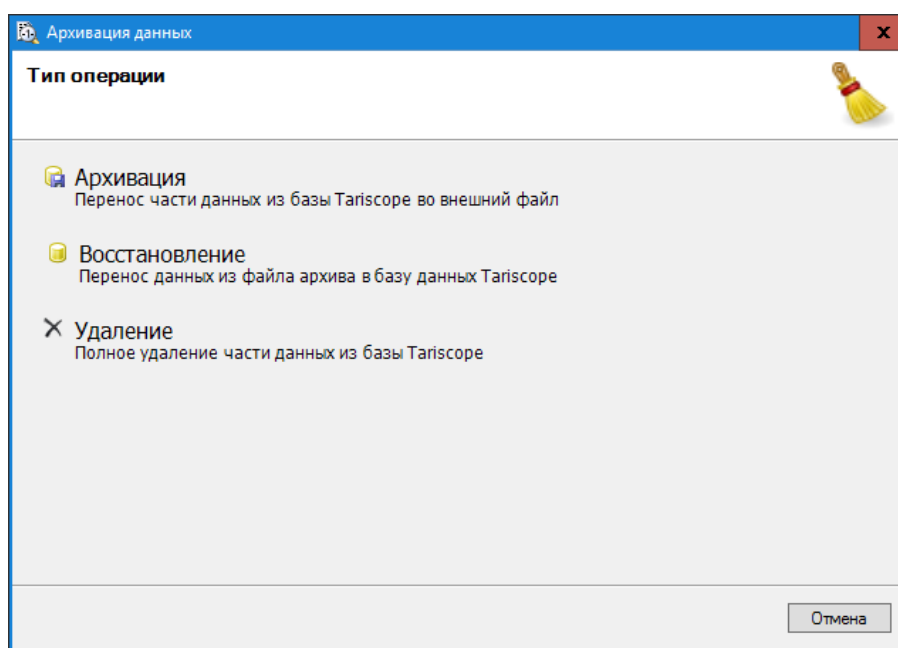 Архивация данных
Тип операции
Архивация
Перенос части данных из базы Tariscope во внешний файл
Восстановление
Перенос данных из файла архива в базу данных Tariscope
Удаление
Полное удаление части данных из базы Tariscope
Отмена